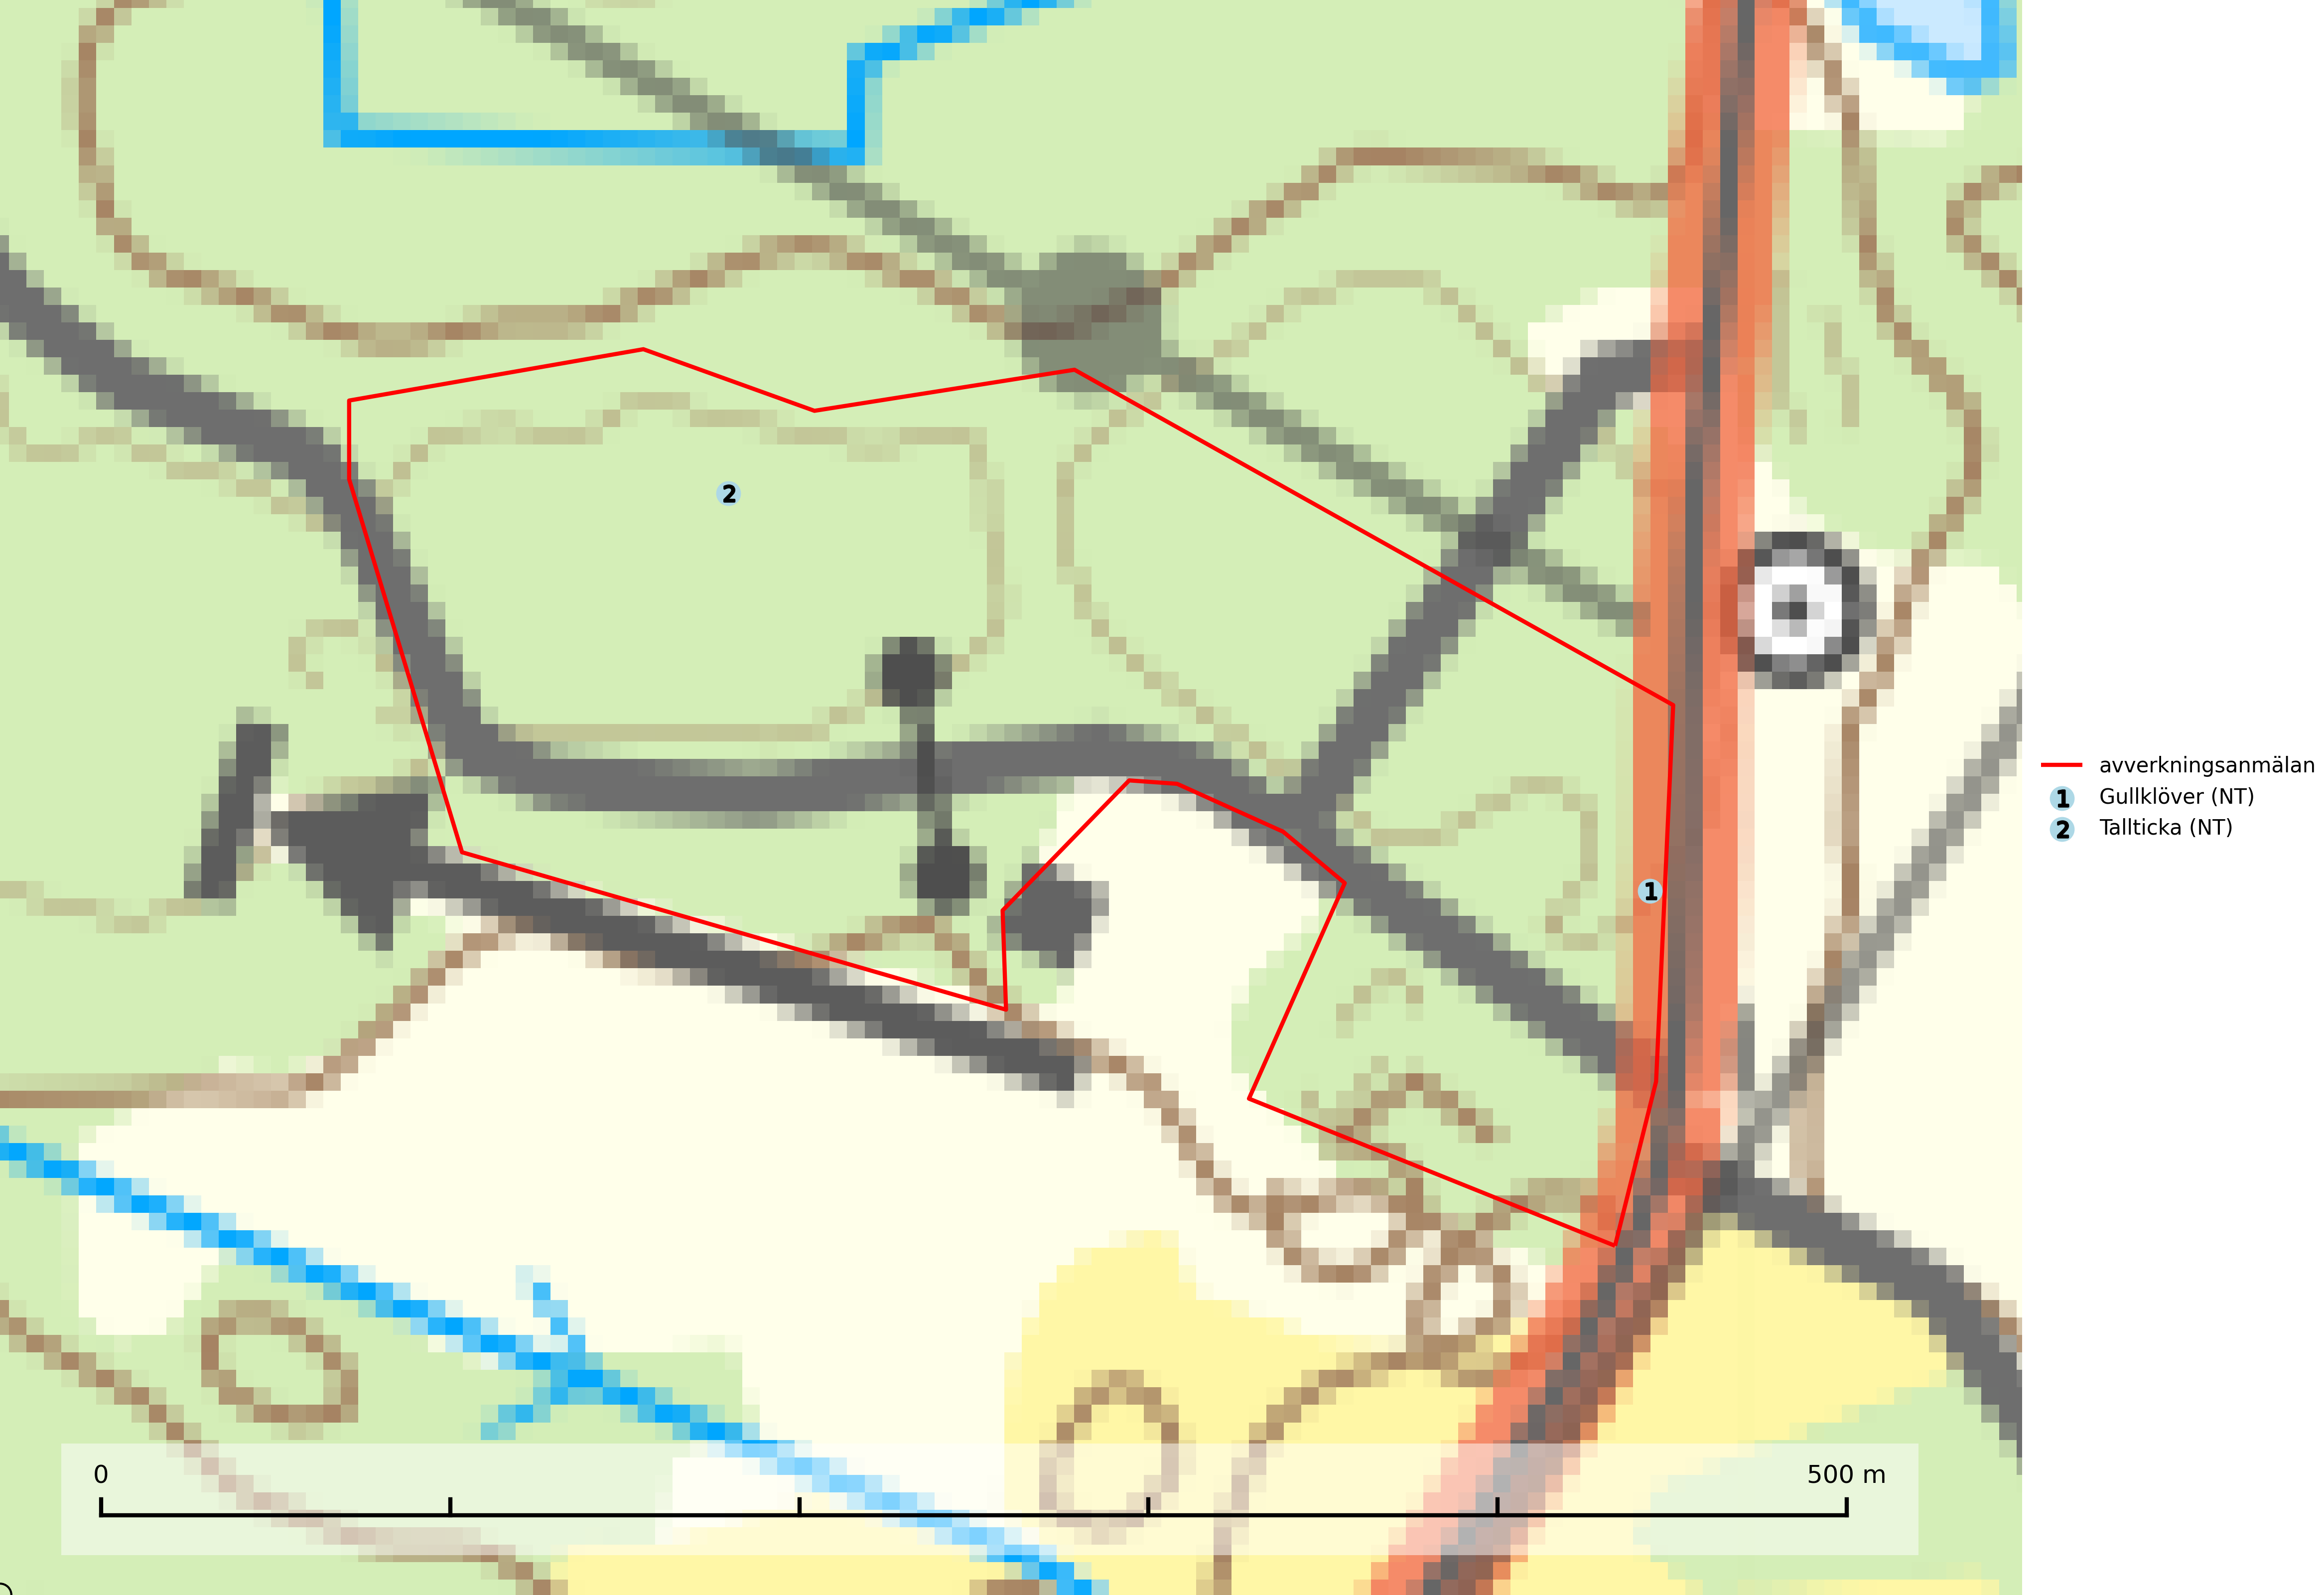 2
1
avverkningsanmälan
1 Gullklöver (NT)
2 Tallticka (NT)
0 500 m